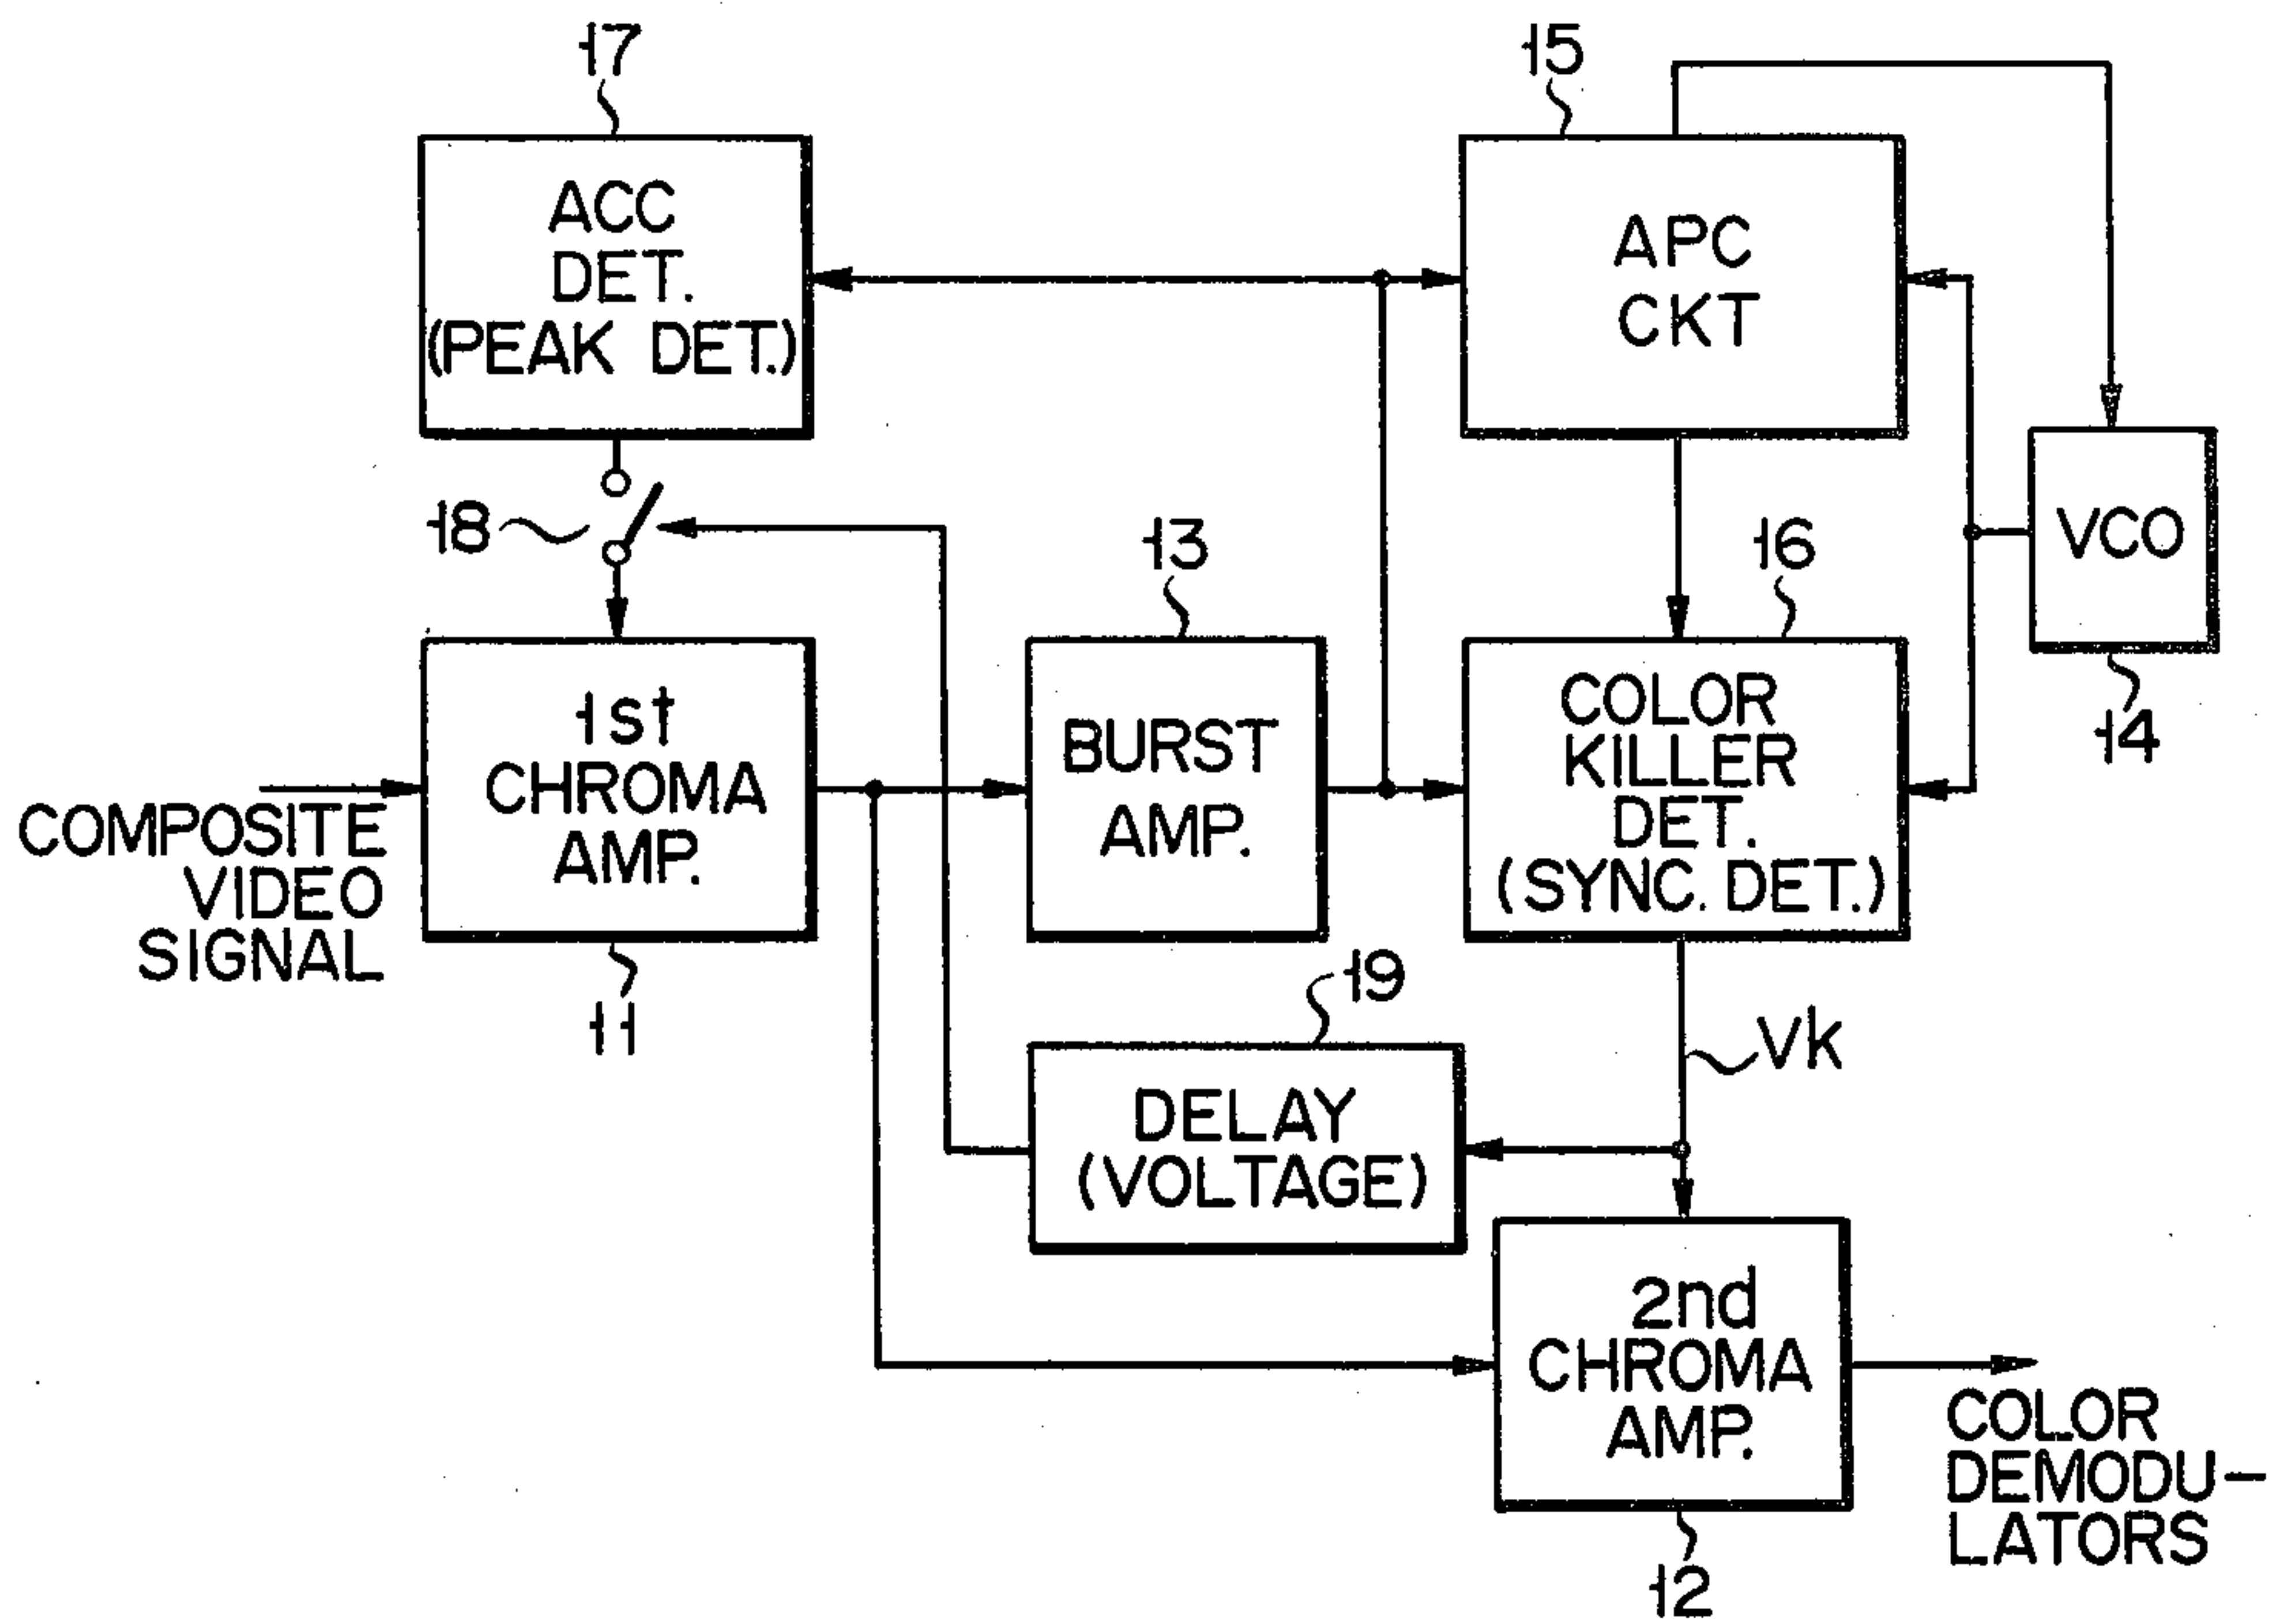 17
15
ACC
DET.
(PEAK DET.)
APC
CKT
18
13
16
VCO
14
1st
CHROMA
AMP.
BURST
AMP.
COLOR
KILLER
DET.
(SYNC. DET.)
COMPOSITE
VIDEO
SIGNAL
11
19
Vk
DELAY
(VOLTAGE)
2nd
CHROMA
AMP.
COLOR
DEMODU-
LATORS
12